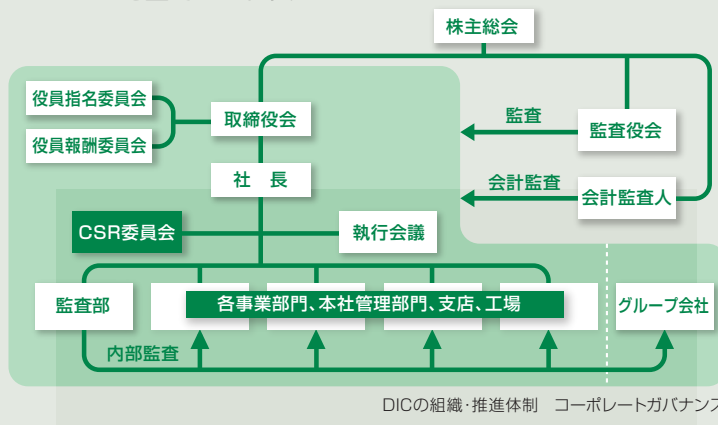 株主総会
役員指名委員会
取締役会
監査
監査役会
役員報酬委員会
社　長
会計監査
会計監査人
CSR委員会
執行会議
監査部
各事業部門、本社管理部門、支店、工場
グループ会社
内部監査
DICの組織・推進体制　コーポレートガバナンス